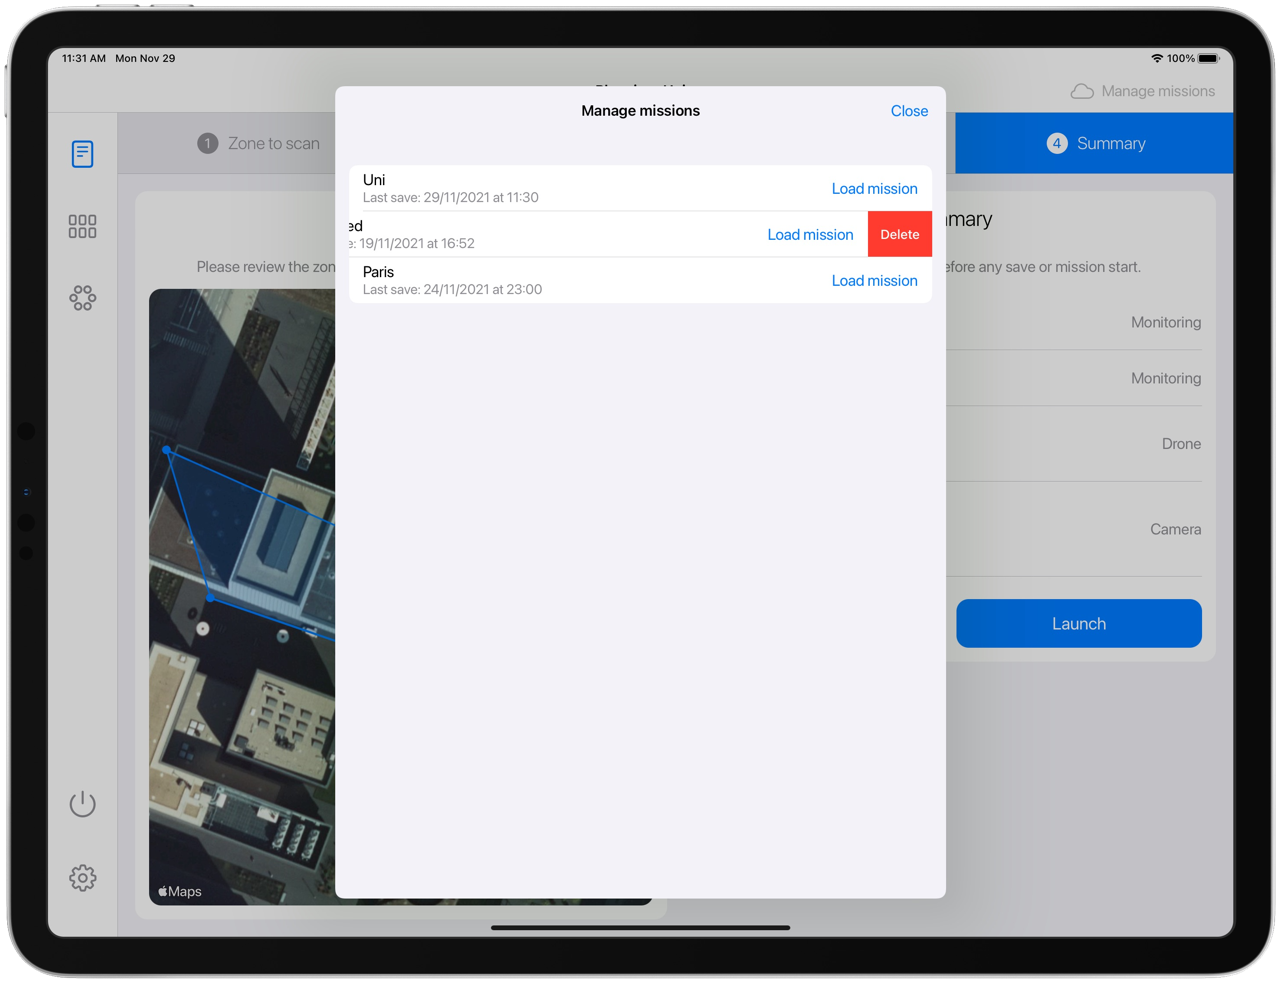 11:31 AM Mon Nov 29
100%
Manage missions
Manage missions
Close
1 Zone to scan
4 Summary
Uni
Last save: 29/11/2021 at 11:30
Load mission
ed
e: 19/11/2021 at 16:52
Load mission
Delete
Paris
Last save: 24/11/2021 at 23:00
Load mission
mary
Please review the zon
efore any save or mission start.
Monitoring
Monitoring
Drone
Camera
Launch
Maps